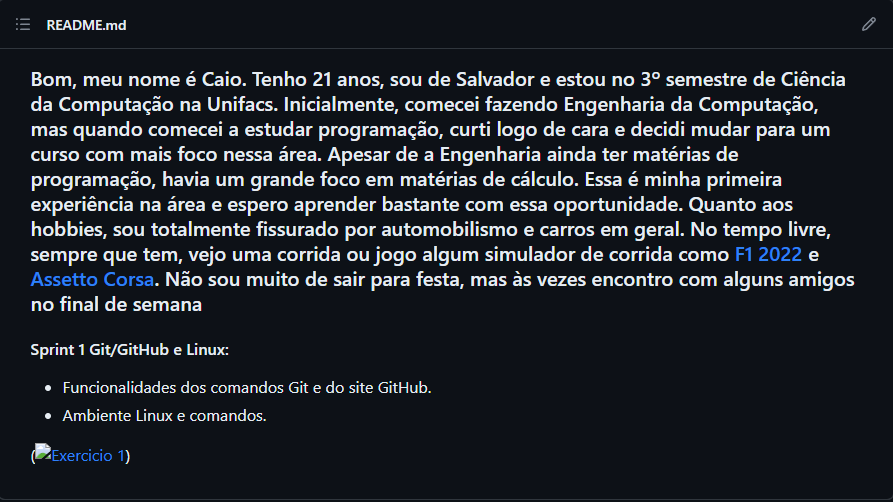 README.md
Bom, meu nome é Caio. Tenho 21 anos, sou de Salvador e estou no 3º semestre de Ciência
da Computação na Unifacs. Inicialmente, comecei fazendo Engenharia da Computação,
mas quando comecei a estudar programação, curti logo de cara e decidi mudar para um
curso com mais foco nessa área. Apesar de a Engenharia ainda ter matérias de
programação, havia um grande foco em matérias de cálculo. Essa é minha primeira
experiência na área e espero aprender bastante com essa oportunidade. Quanto aos
hobbies, sou totalmente fissurado por automobilismo e carros em geral. No tempo livre,
sempre que tem, vejo uma corrida ou jogo algum simulador de corrida como F1 2022 e
Assetto Corsa. Não sou muito de sair para festa, mas às vezes encontro com alguns amigos
no final de semana
Sprint 1 Git/GitHub e Linux:
• Funcionalidades dos comandos Git e do site GitHub.
• Ambiente Linux e comandos.
(Exercicio 1)